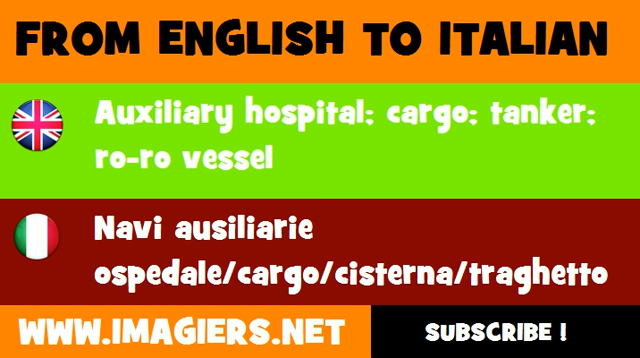 FROM ENGLISH TO ITALIAN
Auxiliary hospital; cargo; tanker;
ro-ro vessel
Navi ausiliarie
ospedale/cargo/cisterna/traghetto
WWW.IMAGIERS.NET
SUBSCRIBE !